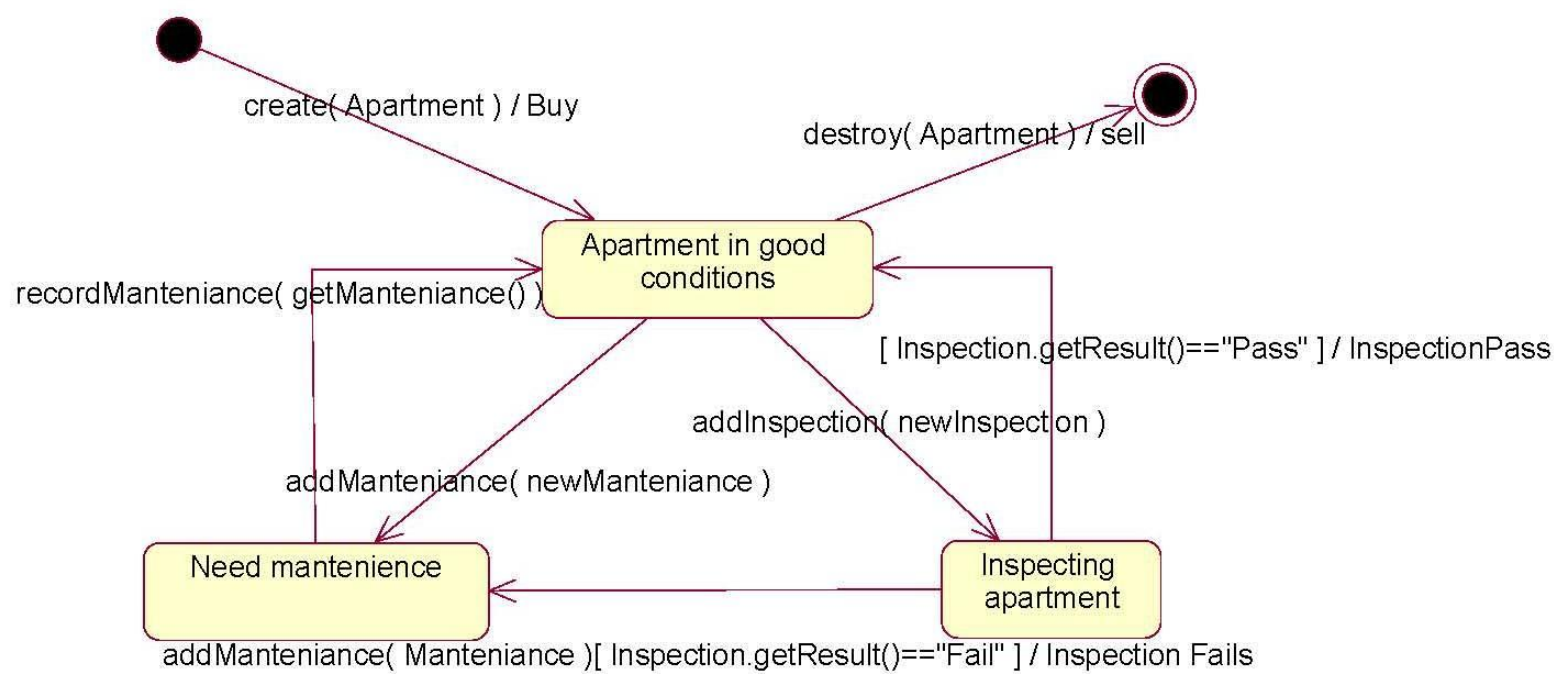 create( Apartment ) / Buy
destroy( Apartment ) / sell
Apartment in good
conditions
recordManteniance( getManteniance() )
[ Inspection.getResult()=="Pass" ] / InspectionPass
addInspection( newInspection )
addManteniance( newManteniance )
Need mantenience
Inspecting
apartment
addManteniance( Manteniance )[ Inspection.getResult()=="Fail" ] / Inspection Fails